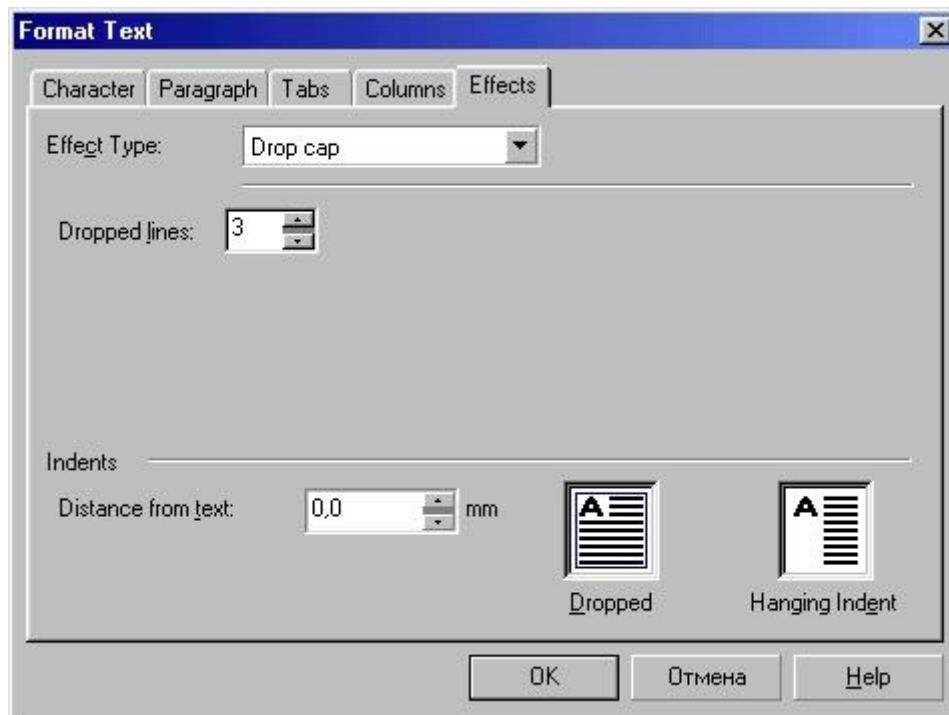 Format Text
Character Paragraph Tabs Columns Effects
Effect Type: Drop cap
Dropped lines: 3
Indents
Distance from text: 0,0 mm
Dropped Hanging Indent
OK Отмена Help